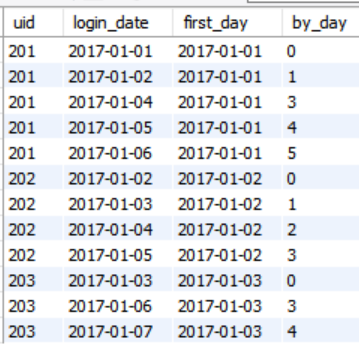 uid login_date first_day by_day
201 2017-01-01 2017-01-01 0
201 2017-01-02 2017-01-01 1
201 2017-01-04 2017-01-01 3
201 2017-01-05 2017-01-01 4
201 2017-01-06 2017-01-01 5
202 2017-01-02 2017-01-02 0
202 2017-01-03 2017-01-02 1
202 2017-01-04 2017-01-02 2
202 2017-01-05 2017-01-02 3
203 2017-01-03 2017-01-03 0
203 2017-01-06 2017-01-03 3
203 2017-01-07 2017-01-03 4